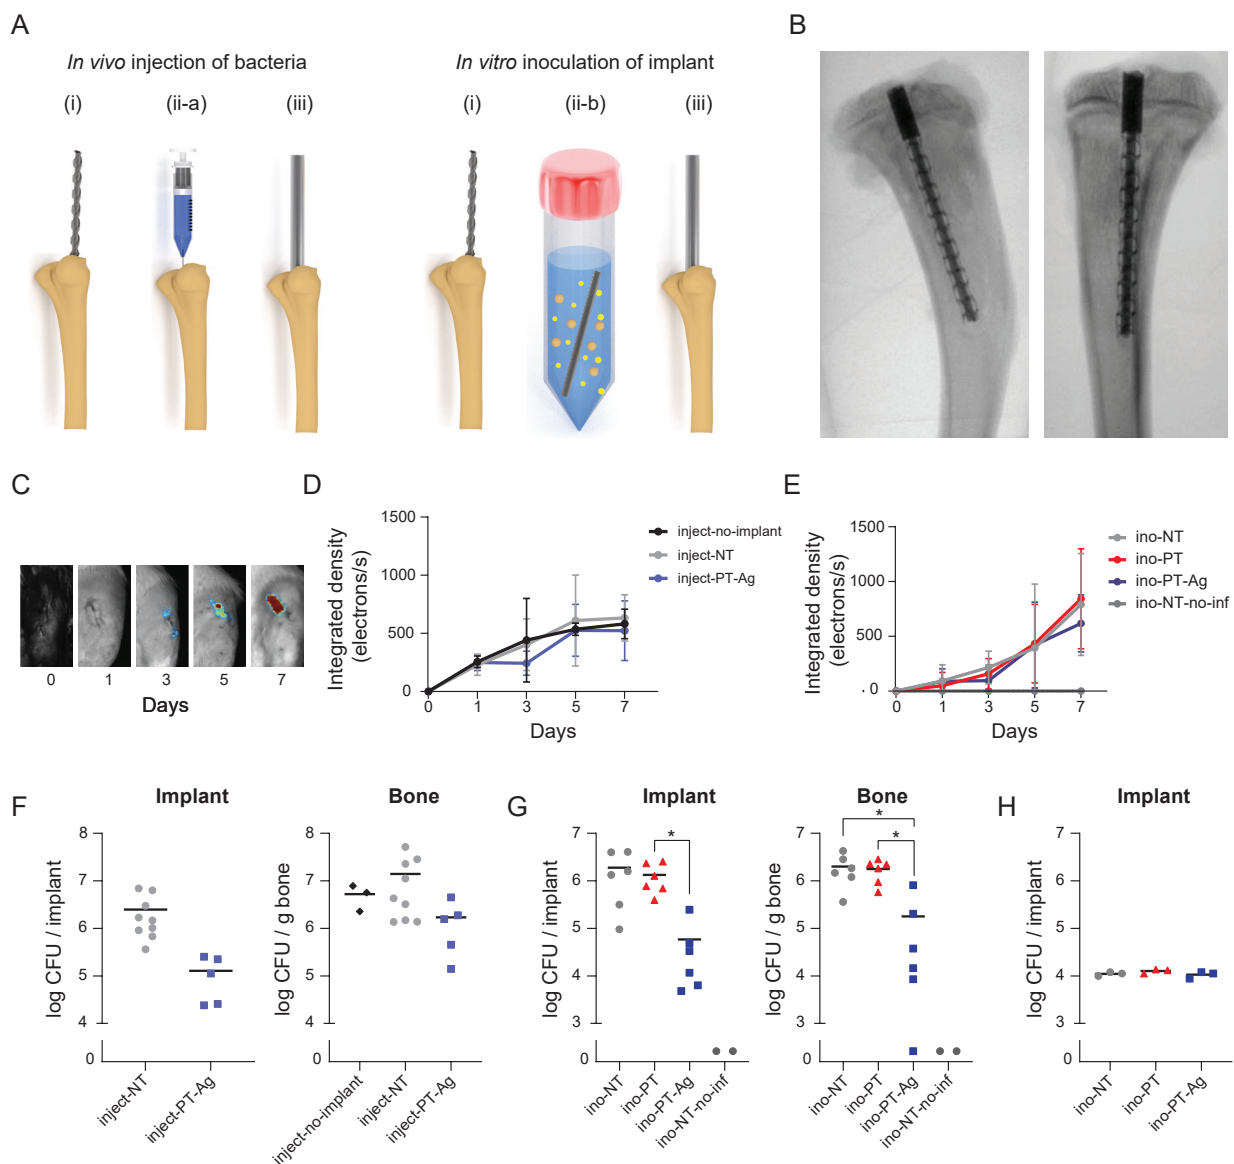 A
B
In vivo injection of bacteria
In vitro inoculation of implant
(i)
(ii-a)
(iii)
(i)
(ii-b)
(iii)
C
D
E
0
1
3
5
7
Days
Integrated density
(electrons/s)
1500
1000
500
0
0
1
3
5
7
Days
inject-no-implant
inject-NT
inject-PT-Ag
Integrated density
(electrons/s)
1500
1000
500
0
0
1
3
5
7
Days
ino-NT
ino-PT
ino-PT-Ag
ino-NT-no-inf
F
Implant
log CFU / implant
8
7
6
5
4
0
inject-NT
inject-PT-Ag
Bone
log CFU / g bone
8
7
6
5
4
0
inject-no-implant
inject-NT
inject-PT-Ag
G
Implant
log CFU / implant
7
6
5
4
3
0
*
ino-NT
ino-PT
ino-PT-Ag
ino-NT-no-inf
Bone
log CFU / g bone
7
6
5
4
3
0
*
*
ino-NT
ino-PT
ino-PT-Ag
ino-NT-no-inf
H
Implant
log CFU / implant
7
6
5
4
3
0
ino-NT
ino-PT
ino-PT-Ag